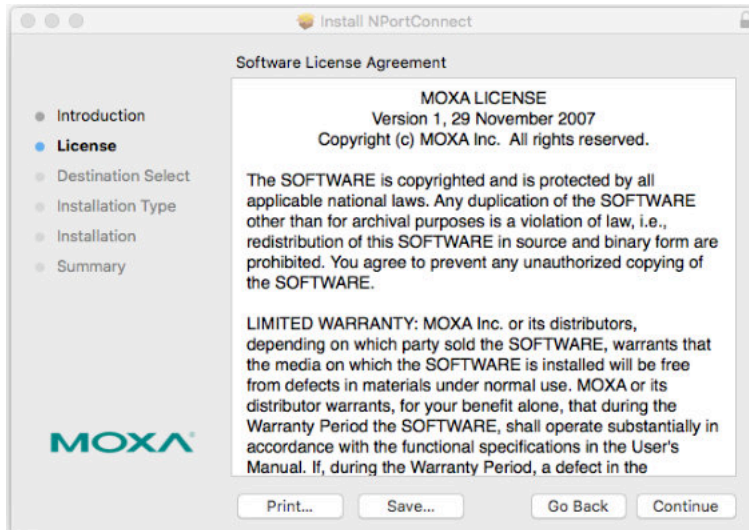 Install NPortConnect
Software License Agreement
Introduction
License
Destination Select
Installation Type
Installation
Summary
MOXA LICENSE
Version 1, 29 November 2007
Copyright (c) MOXA Inc.  All rights reserved.
The SOFTWARE is copyrighted and is protected by all
applicable national laws. Any duplication of the SOFTWARE
other than for archival purposes is a violation of law, i.e.,
redistribution of this SOFTWARE in source and binary form are
prohibited. You agree to prevent any unauthorized copying of
the SOFTWARE.
LIMITED WARRANTY: MOXA Inc. or its distributors,
depending on which party sold the SOFTWARE, warrants that
the media on which the SOFTWARE is installed will be free
from defects in materials under normal use. MOXA or its
distributor warrants, for your benefit alone, that during the
Warranty Period the SOFTWARE, shall operate substantially in
accordance with the functional specifications in the User's
Manual. If, during the Warranty Period, a defect in the
MOXA
Print...
Save...
Go Back
Continue